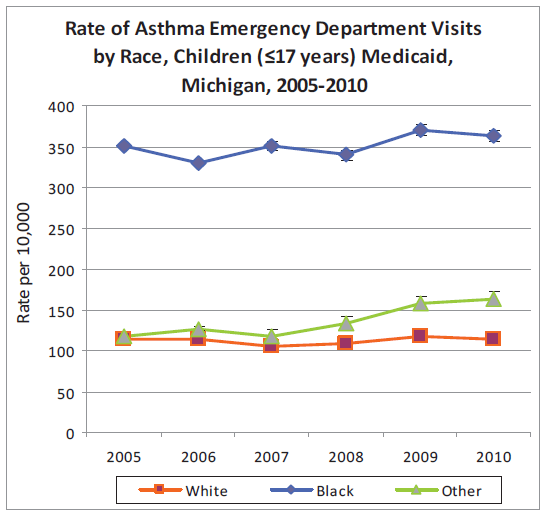 Rate of Asthma Emergency Department Visits
by Race, Children (≤17 years) Medicaid,
Michigan, 2005-2010
400
350
300
250
200
150
100
50
0
Rate per 10,000
2005 2006 2007 2008 2009 2010
White Black Other